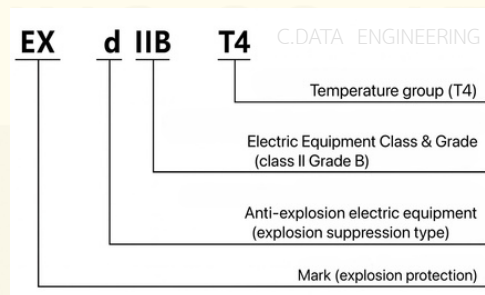 C.DATA ENGINEERING
EX d IIB T4
Temperature group (T4)
Electric Equipment Class & Grade
(class II Grade B)
Anti-explosion electric equipment
(explosion suppression type)
Mark (explosion protection)